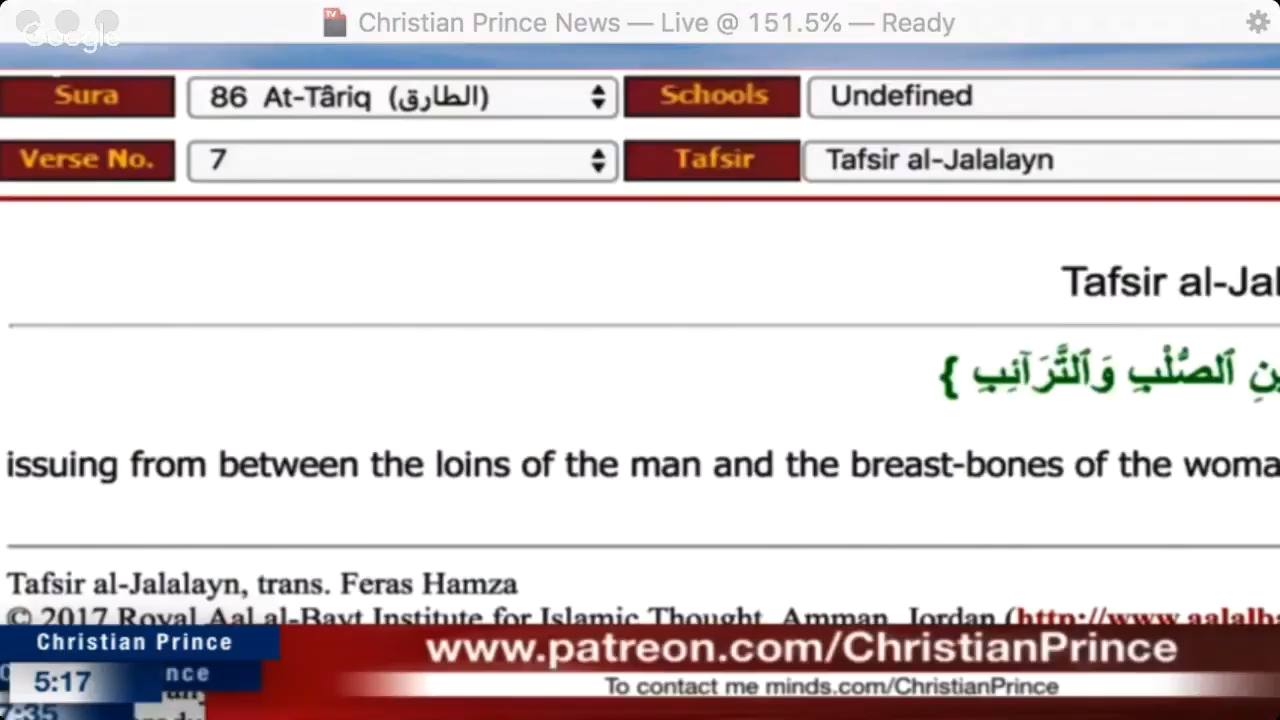 Google
Christian Prince News — Live @ 151.5% — Ready
Sura 86 At-Târiq (الطارق) Schools Undefined
Verse No. 7 Tafsir Tafsir al-Jalalayn
Tafsir al-Jal
ٱلصُّلْبِ وَٱلتَّرَآئِبِ }
issuing from between the loins of the man and the breast-bones of the woma
Tafsir al-Jalalayn, trans. Feras Hamza
© 2017 Royal Aal al-Bayt Institute for Islamic Thought, Amman, Jordan (http://www.aalalba
Christian Prince
www.patreon.com/ChristianPrince
nce
5:17
To contact me minds.com/ChristianPrince
7:35